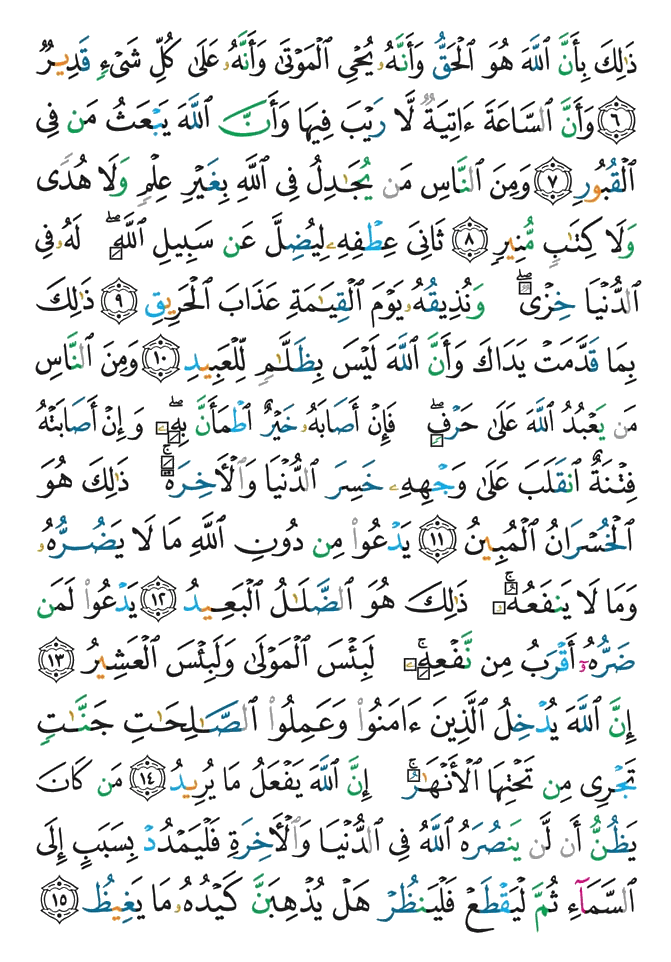 ذَٰلِكَ بِأَنَّ ٱللَّهَ هُوَ ٱلْحَقُّ وَأَنَّهُۥ يُحْىِ ٱلْمَوْتَىٰ وَأَنَّهُۥ عَلَىٰ كُلِّ شَىْءٍۢ قَدِيرٌۭ
٦ وَأَنَّ ٱلسَّاعَةَ ءَاتِيَةٌۭ لَّا رَيْبَ فِيهَا وَأَنَّ ٱللَّهَ يَبْعَثُ مَن فِى
ٱلْقُبُورِ ٧ وَمِنَ ٱلنَّاسِ مَن يُجَـٰدِلُ فِى ٱللَّهِ بِغَيْرِ عِلْمٍۢ وَلَا هُدًۭى
وَلَا كِتَـٰبٍۢ مُّنِيرٍۢ ٨ ثَانِىَ عِطْفِهِۦ لِيُضِلَّ عَن سَبِيلِ ٱللَّهِ ۖ لَهُۥ فِى
ٱلدُّنْيَا خِزْىٌۭ ۖ وَنُذِيقُهُۥ يَوْمَ ٱلْقِيَـٰمَةِ عَذَابَ ٱلْحَرِيقِ ٩ ذَٰلِكَ
بِمَا قَدَّمَتْ يَدَاكَ وَأَنَّ ٱللَّهَ لَيْسَ بِظَلَّـٰمٍۢ لِّلْعَبِيدِ ١٠ وَمِنَ ٱلنَّاسِ
مَن يَعْبُدُ ٱللَّهَ عَلَىٰ حَرْفٍۢ ۖ فَإِنْ أَصَابَهُۥ خَيْرٌ ٱطْمَأَنَّ بِهِۦ ۖ وَإِنْ أَصَابَتْهُ
فِتْنَةٌ ٱنقَلَبَ عَلَىٰ وَجْهِهِۦ خَسِرَ ٱلدُّنْيَا وَٱلْـَٔاخِرَةَ ۚ ذَٰلِكَ هُوَ
ٱلْخُسْرَانُ ٱلْمُبِينُ ١١ يَدْعُوا۟ مِن دُونِ ٱللَّهِ مَا لَا يَضُرُّهُۥ
وَمَا لَا يَنفَعُهُۥ ۚ ذَٰلِكَ هُوَ ٱلضَّلَـٰلُ ٱلْبَعِيدُ ١٢ يَدْعُوا۟ لَمَن
ضَرُّهُۥٓ أَقْرَبُ مِن نَّفْعِهِۦ ۚ لَبِئْسَ ٱلْمَوْلَىٰ وَلَبِئْسَ ٱلْعَشِيرُ ١٣
إِنَّ ٱللَّهَ يُدْخِلُ ٱلَّذِينَ ءَامَنُوا۟ وَعَمِلُوا۟ ٱلصَّـٰلِحَـٰتِ جَنَّـٰتٍۢ
تَجْرِى مِن تَحْتِهَا ٱلْأَنْهَـٰرُ ۚ إِنَّ ٱللَّهَ يَفْعَلُ مَا يُرِيدُ ١٤ مَن كَانَ
يَظُنُّ أَن لَّن يَنصُرَهُ ٱللَّهُ فِى ٱلدُّنْيَا وَٱلْـَٔاخِرَةِ فَلْيَمْدُدْ بِسَبَبٍ إِلَى
ٱلسَّمَآءِ ثُمَّ لْيَقْطَعْ فَلْيَنظُرْ هَلْ يُذْهِبَنَّ كَيْدُهُۥ مَا يَغِيظُ ١٥